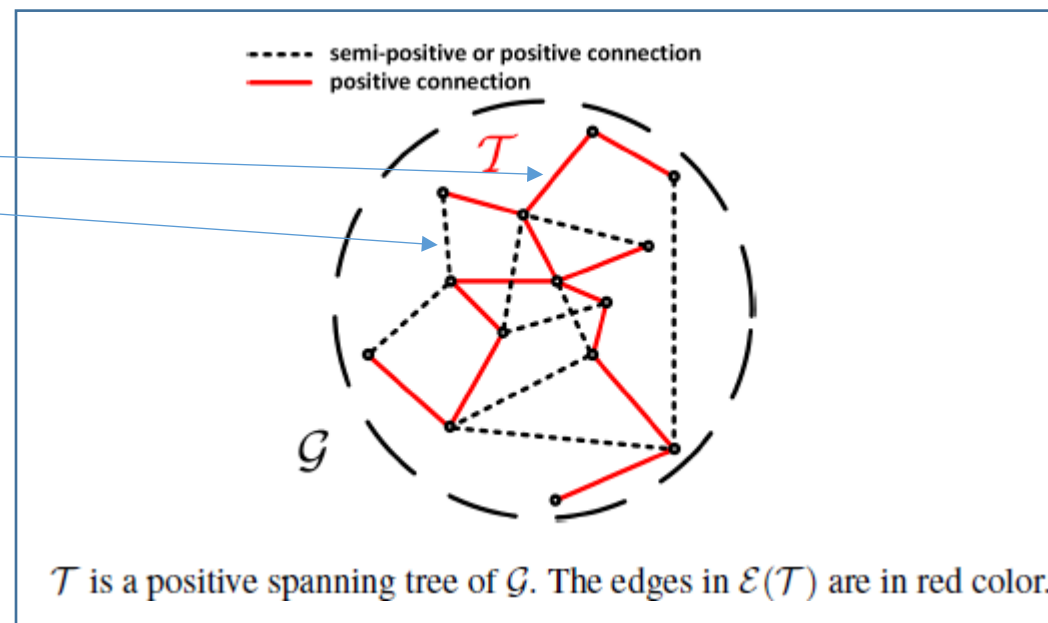 semi-positive or positive connection
positive connection
𝒯
𝒢
𝒯 is a positive spanning tree of 𝒢. The edges in ℰ(𝒯) are in red color.